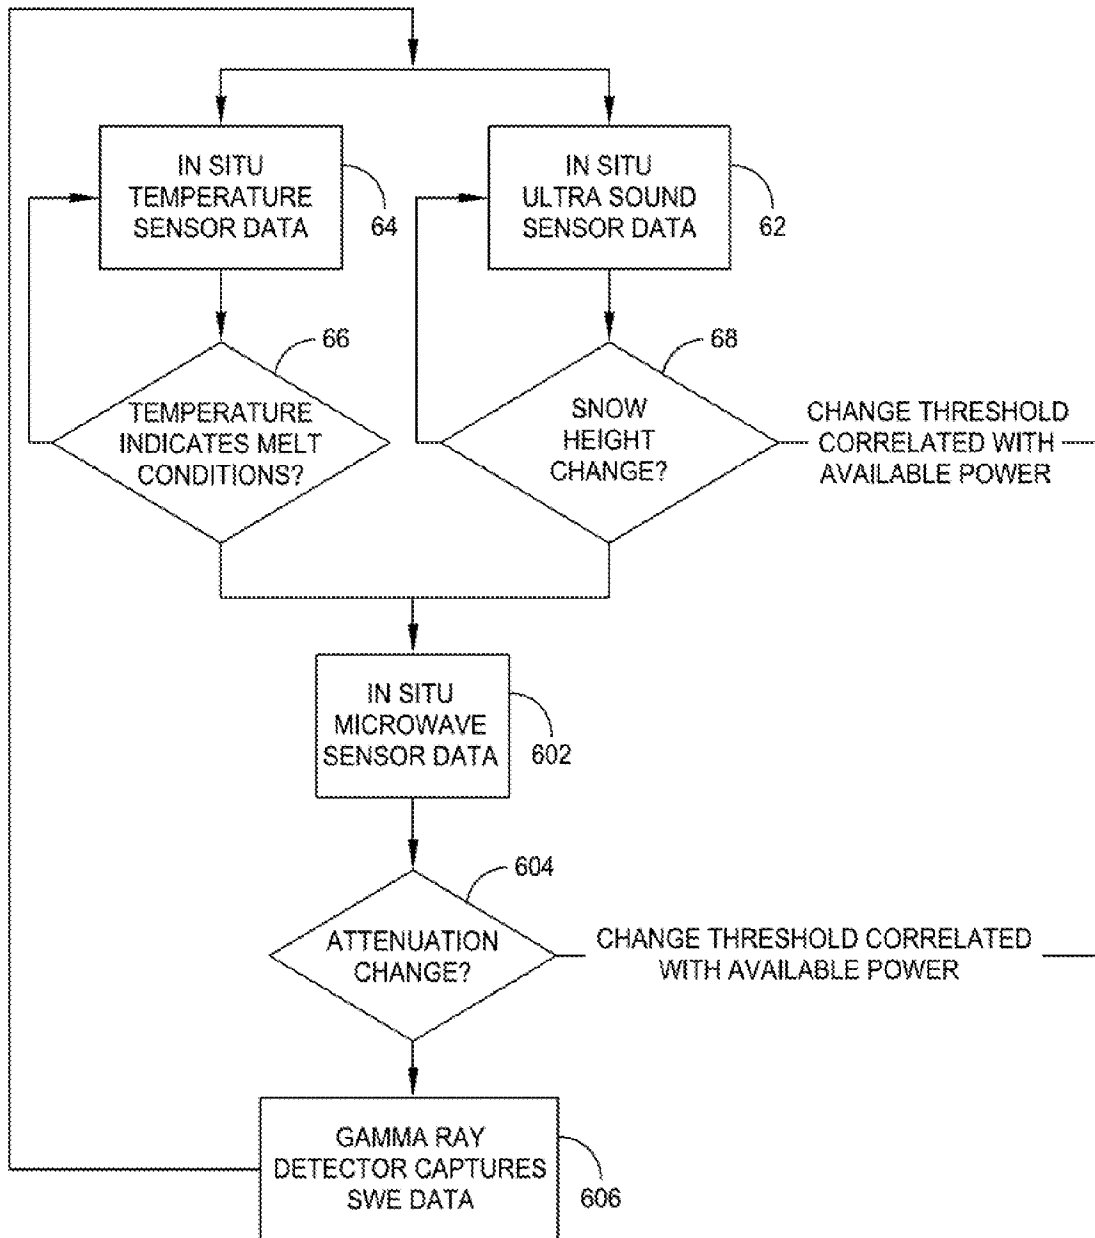 IN SITU
TEMPERATURE
SENSOR DATA
64
IN SITU
ULTRA SOUND
SENSOR DATA
62
66
TEMPERATURE
INDICATES MELT
CONDITIONS?
68
SNOW
HEIGHT
CHANGE?
CHANGE THRESHOLD
CORRELATED WITH
AVAILABLE POWER
IN SITU
MICROWAVE
SENSOR DATA
602
604
ATTENUATION
CHANGE?
CHANGE THRESHOLD CORRELATED
WITH AVAILABLE POWER
GAMMA RAY
DETECTOR CAPTURES
SWE DATA
606